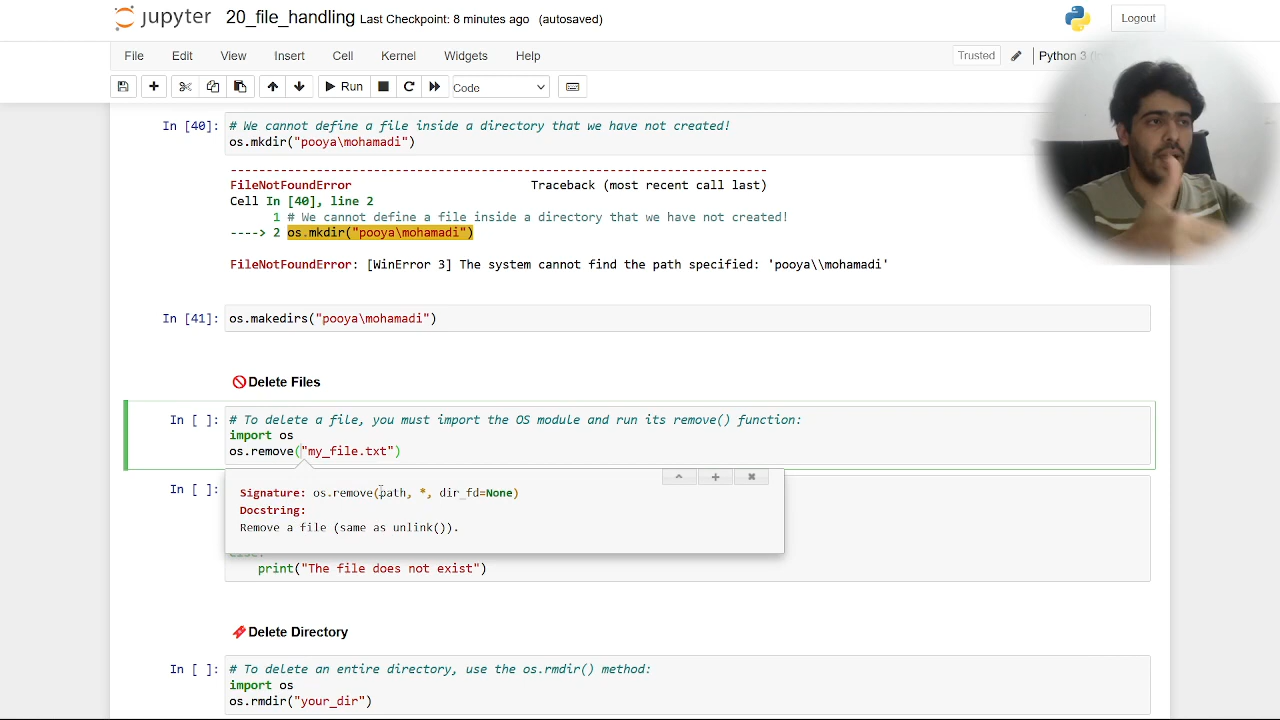 jupyter 20_file_handling Last Checkpoint: 8 minutes ago (autosaved)
Logout
File Edit View Insert Cell Kernel Widgets Help
Trusted
Python 3
Run
Code
In [40]: # We cannot define a file inside a directory that we have not created!
os.mkdir("pooya\mohamadi")
---------------------------------------------------------------------------
FileNotFoundError Traceback (most recent call last)
Cell In [40], line 2
1 # We cannot define a file inside a directory that we have not created!
----> 2 os.mkdir("pooya\mohamadi")
FileNotFoundError: [WinError 3] The system cannot find the path specified: 'pooya\\mohamadi'
In [41]: os.makedirs("pooya\mohamadi")
Delete Files
In [ ]: # To delete a file, you must import the OS module and run its remove() function:
import os
os.remove("my_file.txt")
Signature: os.remove(path, *, dir_fd=None)
Docstring:
Remove a file (same as unlink()).
In [ ]:
print("The file does not exist")
Delete Directory
In [ ]: # To delete an entire directory, use the os.rmdir() method:
import os
os.rmdir("your_dir")